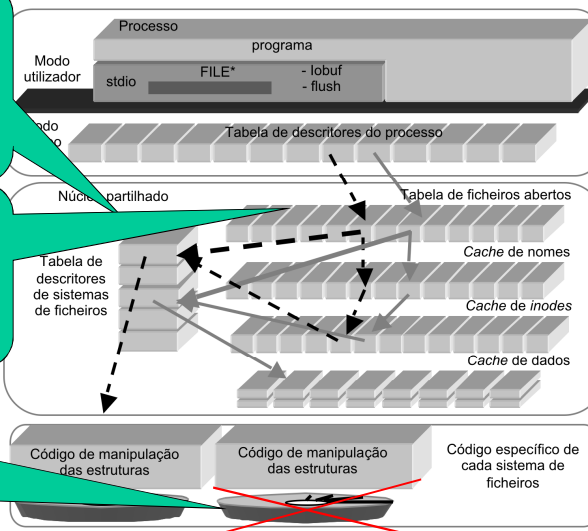 Processo
programa
Modo
utilizador
stdio
FILE*
- Iobuf
- flush
Tabela de descritores do processo
Tabela de ficheiros abertos
Cache de nomes
Tabela de
descritores
de sistemas
de ficheiros
Cache de inodes
Cache de dados
Código de manipulação
das estruturas
Código de manipulação
das estruturas
Código específico de
cada sistema de
ficheiros